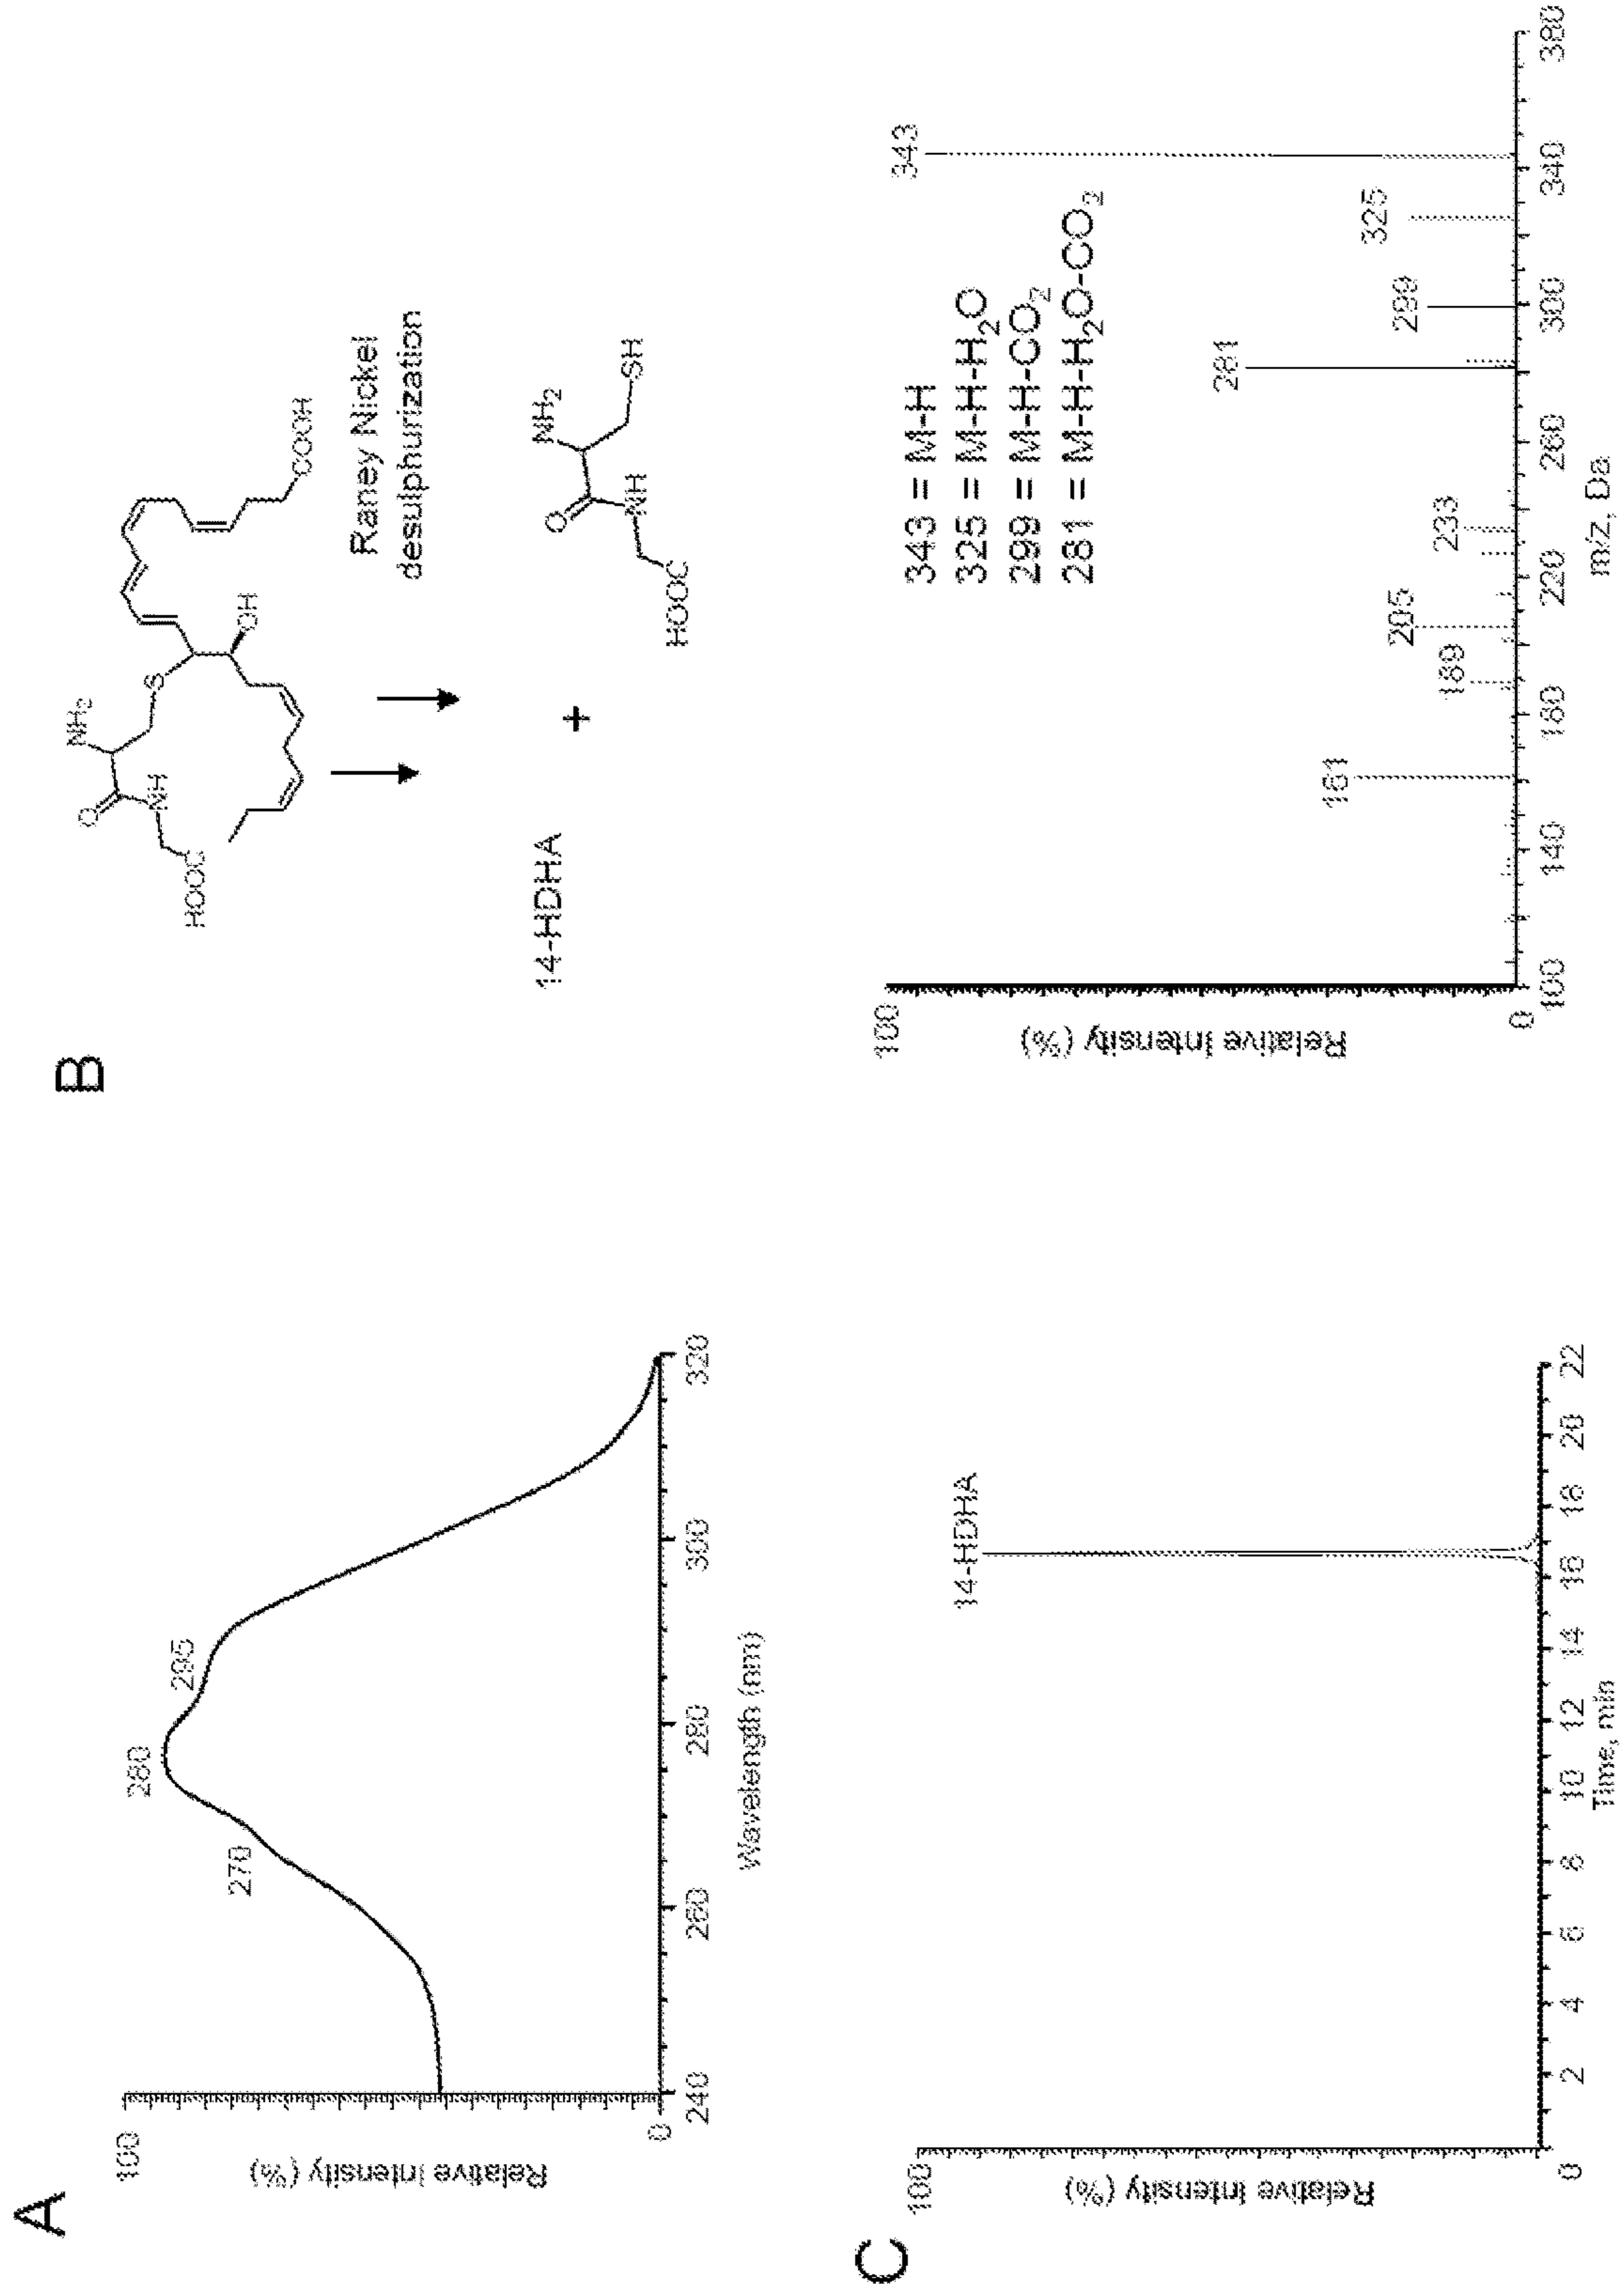 A
100
Relative Intensity (%)
0
270
280
295
240
260
280
300
320
Wavelength (nm)
B
O
NH2
HOOC
NH
S
OH
COOH
Raney Nickel
desulphurization
14-HDHA
+
O
NH2
HOOC
NH
SH
C
100
Relative Intensity (%)
0
14-HDHA
2
4
6
8
10
12
14
16
18
20
22
Time, min
100
Relative Intensity (%)
0
343 = M-H
325 = M-H-H2O
299 = M-H-CO2
281 = M-H-H2O-CO2
161
189
205
233
281
299
325
343
100
140
180
220
260
300
340
380
m/z, Da